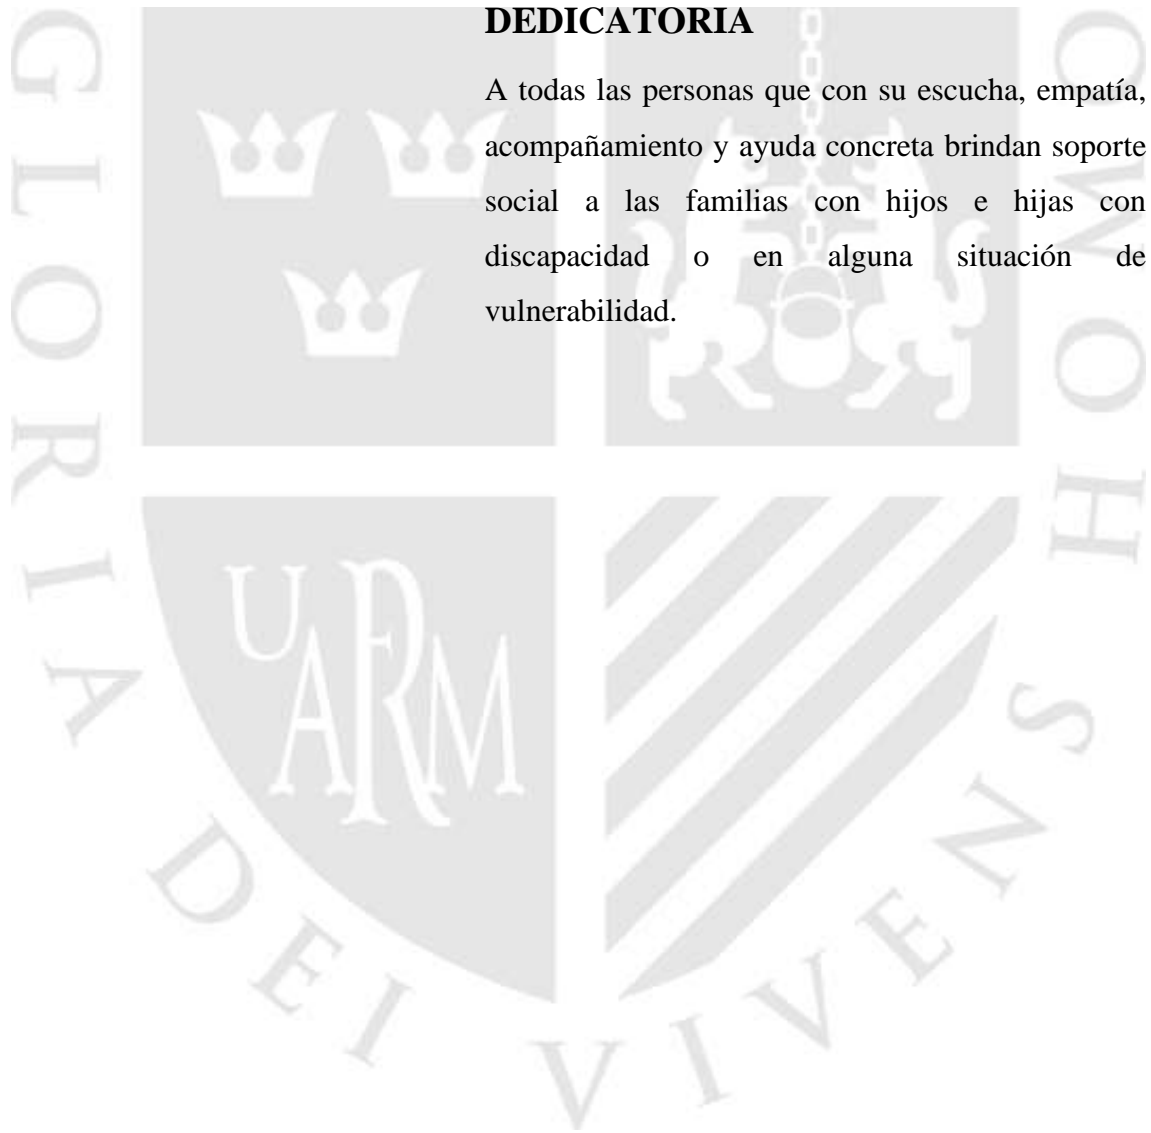 DEDICATORIA
A todas las personas que con su escucha, empatía,
acompañamiento y ayuda concreta brindan soporte
social a las familias con hijos e hijas con
discapacidad o en alguna situación de
vulnerabilidad.
GLORIA DEI VIVENS HOMO
UARM